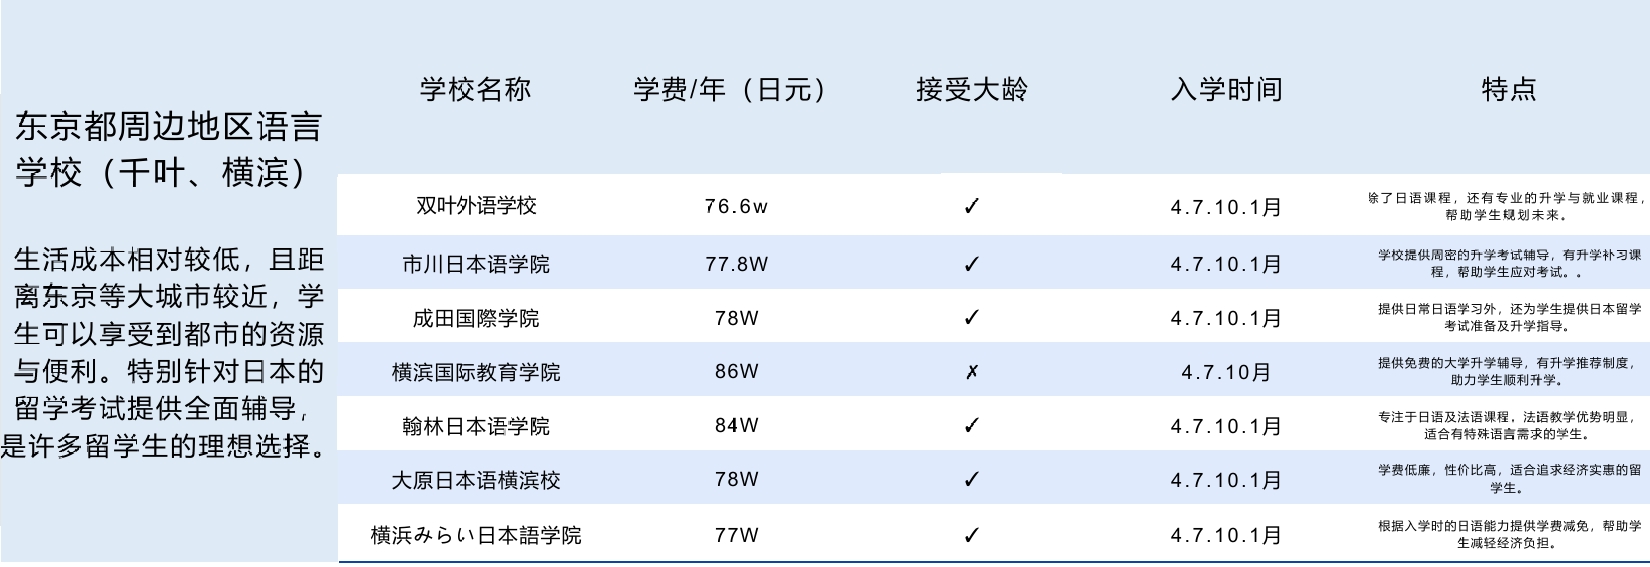 东京都周边地区语言
学校（千叶、横滨）
生活成本相对较低，且距
离东京等大城市较近，学
生可以享受到都市的资源
与便利。特别针对日本的
留学考试提供全面辅导，
是许多留学生的理想选择。
学校名称 学费/年（日元） 接受大龄 入学时间 特点
双叶外语学校 76.6w ✓ 4.7.10.1月 除了日语课程，还有专业的升学与就业课程，
帮助学生规划未来。
市川日本语学院 77.8W ✓ 4.7.10.1月 学校提供周密的升学考试辅导，有升学补习课
程，帮助学生应对考试。。
成田国際学院 78W ✓ 4.7.10.1月 提供日常日语学习外，还为学生提供日本留学
考试准备及升学指导。
横滨国际教育学院 86W ✗ 4.7.10月 提供免费的大学升学辅导，有升学推荐制度，
助力学生顺利升学。
翰林日本语学院 84W ✓ 4.7.10.1月 专注于日语及法语课程，法语教学优势明显，
适合有特殊语言需求的学生。
大原日本语横滨校 78W ✓ 4.7.10.1月 学费低廉，性价比高，适合追求经济实惠的留
学生。
横浜みらい日本語学院 77W ✓ 4.7.10.1月 根据入学时的日语能力提供学费减免，帮助学
生减轻经济负担。